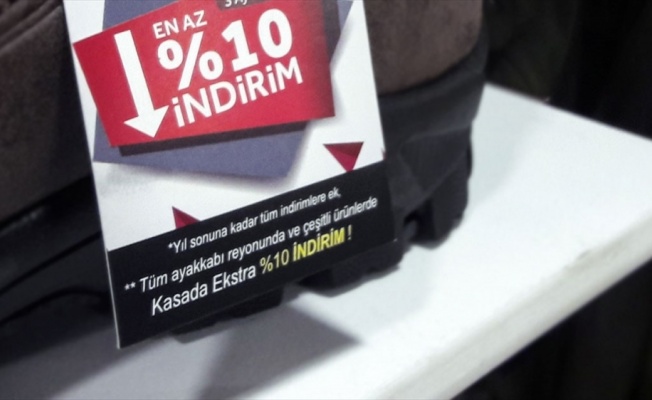 EN AZ
%10
İNDİRİM
*Yıl sonuna kadar tüm indirimlere ek,
** Tüm ayakkabı reyonunda ve çeşitli ürünlerde
Kasada Ekstra %10 İNDİRİM !